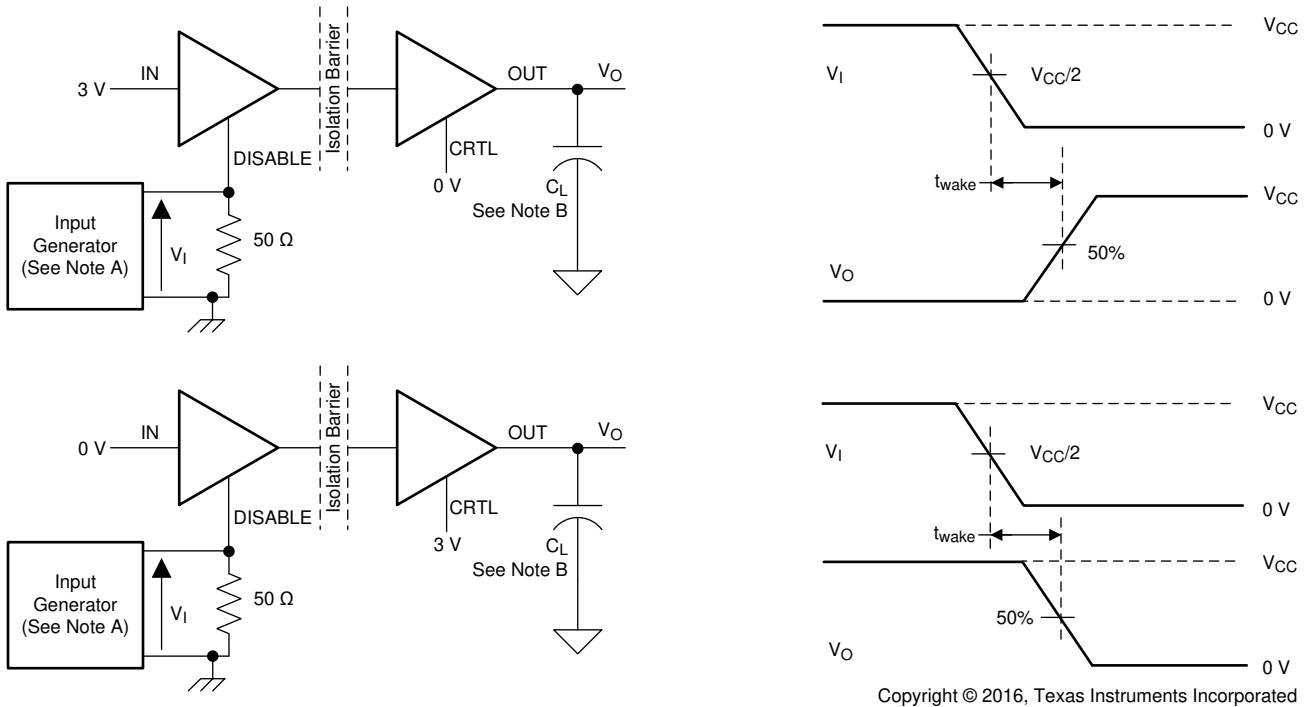 3 V
IN
Isolation Barrier
OUT
VO
DISABLE
CRTL
0 V
CL
See Note B
Input
Generator
(See Note A)
VI
50 Ω
VCC
VI
VCC/2
0 V
twake
VCC
50%
VO
0 V
0 V
IN
Isolation Barrier
OUT
VO
DISABLE
CRTL
3 V
CL
See Note B
Input
Generator
(See Note A)
VI
50 Ω
VCC
VI
VCC/2
0 V
twake
VCC
50%
VO
0 V
Copyright © 2016, Texas Instruments Incorporated